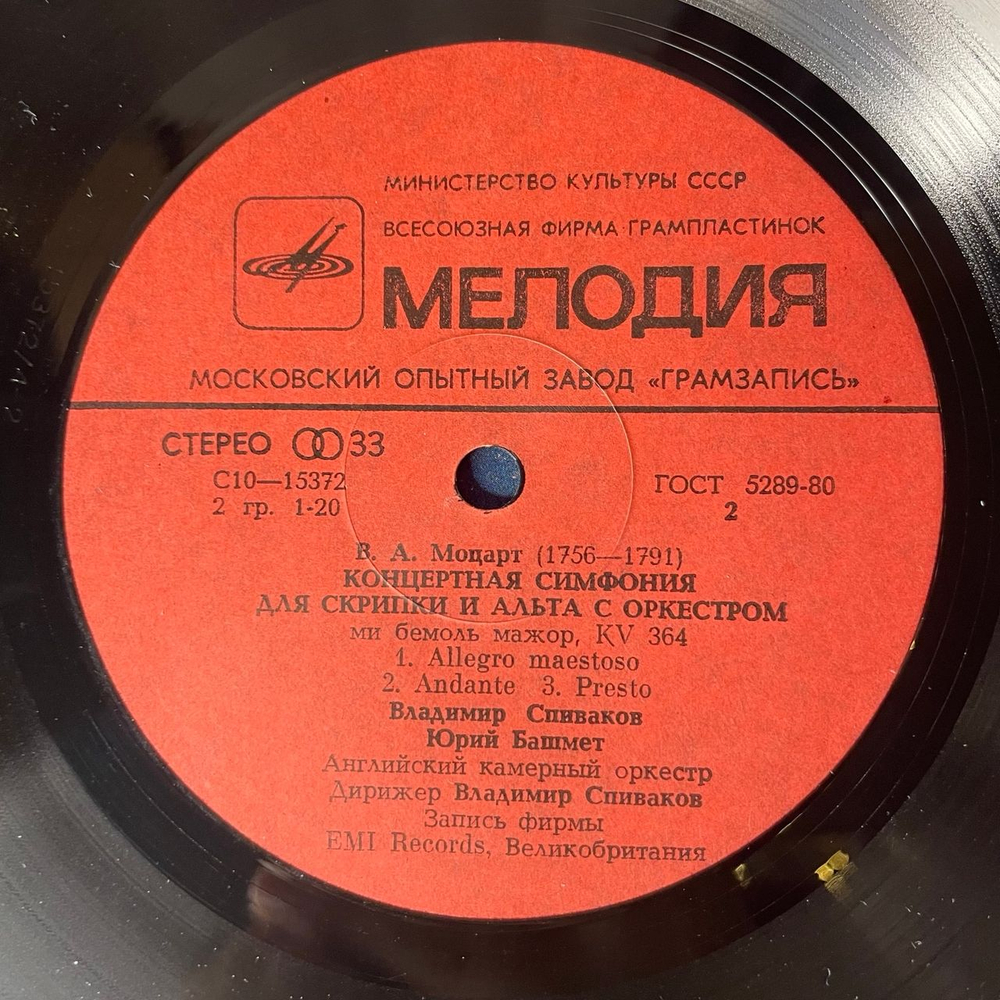 МИНИСТЕРСТВО КУЛЬТУРЫ СССР
ВСЕСОЮЗНАЯ ФИРМА ГРАМПЛАСТИНОК
МЕЛОДИЯ
МОСКОВСКИЙ ОПЫТНЫЙ ЗАВОД «ГРАМЗАПИСЬ»
СТЕРЕО 33
С10—15372
2 гр. 1-20
ГОСТ 5289-80
2
В. А. Моцарт (1756—1791)
КОНЦЕРТНАЯ СИМФОНИЯ
ДЛЯ СКРИПКИ И АЛЬТА С ОРКЕСТРОМ
ми бемоль мажор, KV 364
1. Allegro maestoso
2. Andante 3. Presto
Владимир Спиваков
Юрий Башмет
Английский камерный оркестр
Дирижер Владимир Спиваков
Запись фирмы
EMI Records, Великобритания